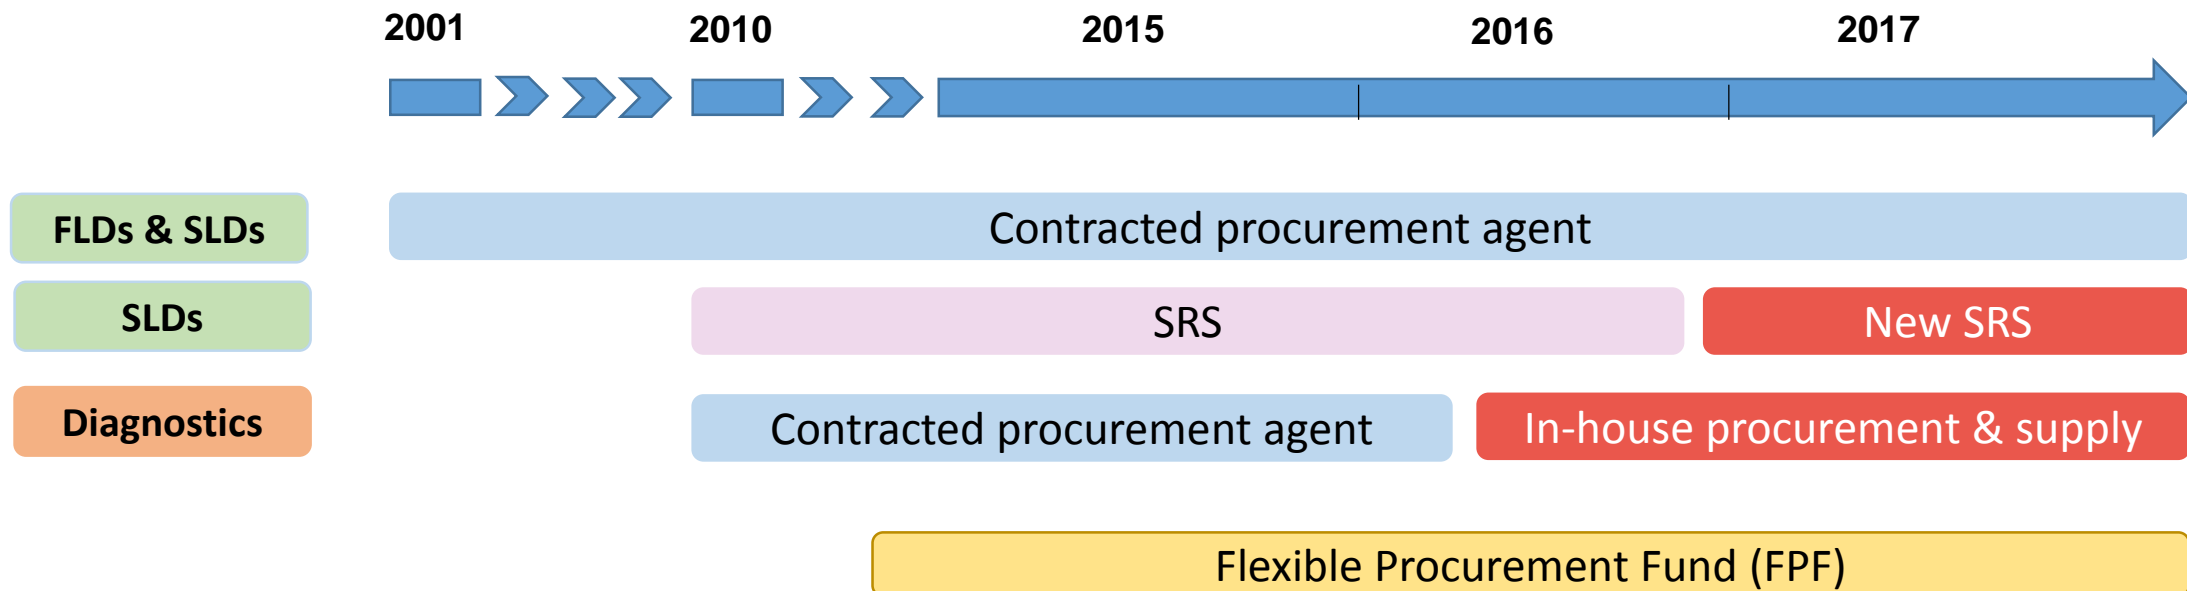 2001 2010 2015 2016 2017
FLDs & SLDs Contracted procurement agent
SLDs SRS New SRS
Diagnostics Contracted procurement agent In-house procurement & supply
Flexible Procurement Fund (FPF)